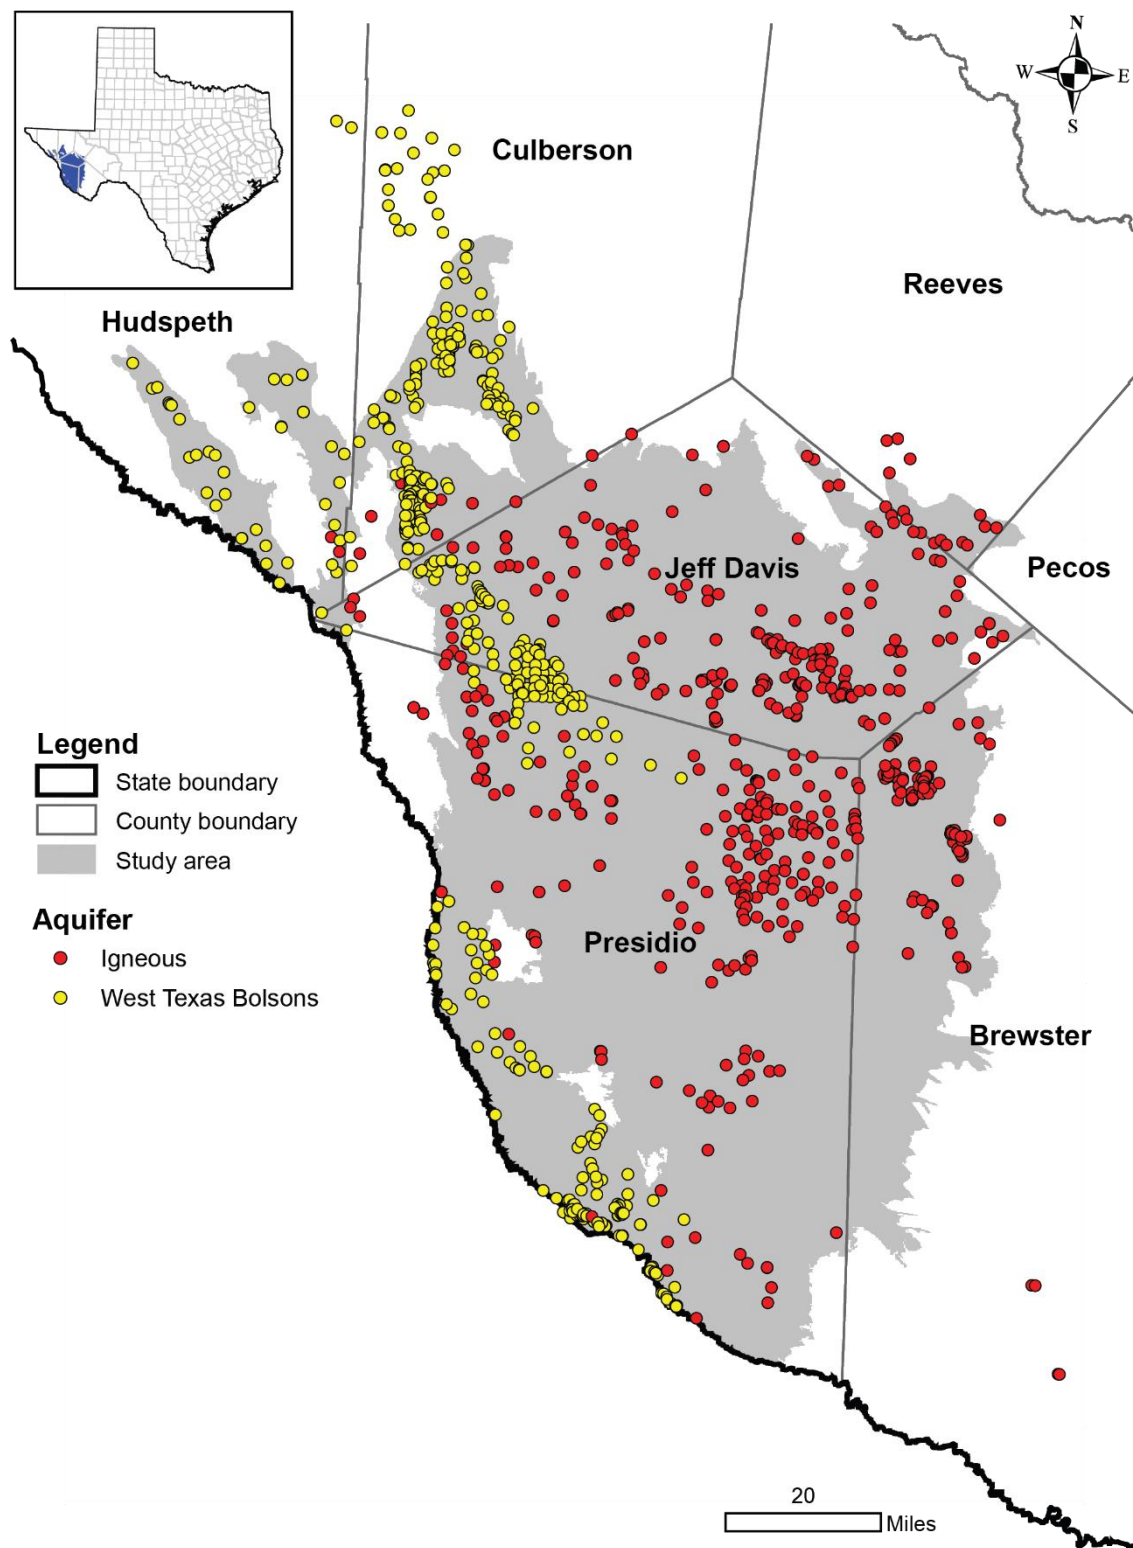 N
W E
S
Culberson
Reeves
Hudspeth
Jeff Davis
Pecos
Legend
State boundary
County boundary
Study area
Aquifer
Igneous
West Texas Bolsons
Presidio
Brewster
20
Miles